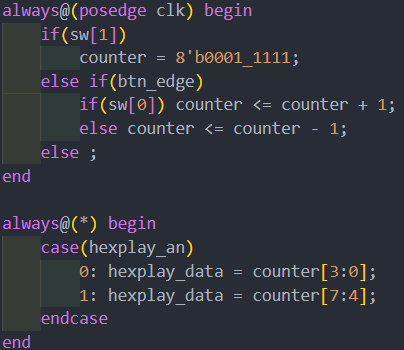 always@(posedge clk) begin
    if(sw[1])
        counter = 8'b0001_1111;
    else if(btn_edge)
        if(sw[0]) counter <= counter + 1;
        else counter <= counter - 1;
    else ;
end

always@(*) begin
    case(hexplay_an)
        0: hexplay_data = counter[3:0];
        1: hexplay_data = counter[7:4];
    endcase
end